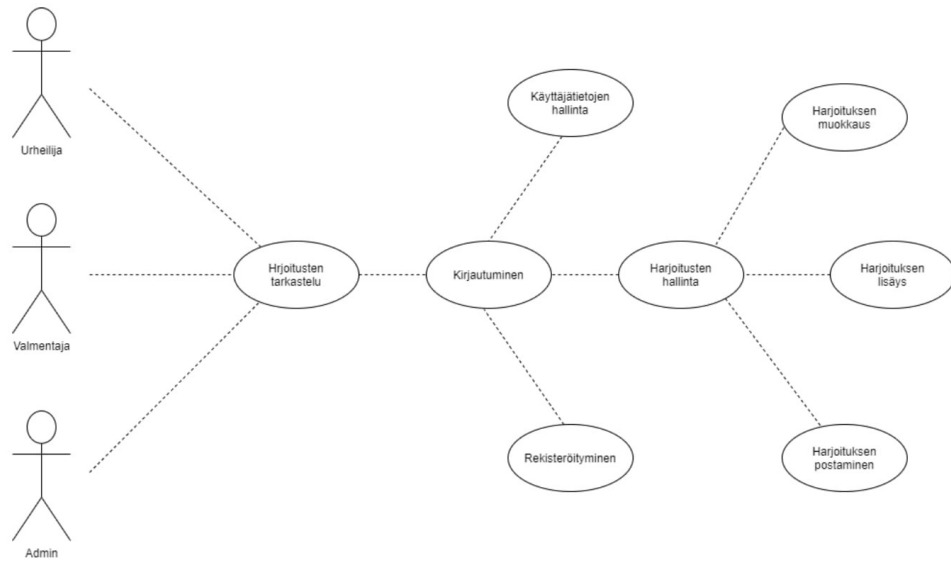 Urheilija
Valmentaja
Admin
Hrjoitusten
tarkastelu
Käyttäjätietojen
hallinta
Kirjautuminen
Rekisteröityminen
Harjoitusten
hallinta
Harjoituksen
muokkaus
Harjoituksen
lisäys
Harjoituksen
postaminen